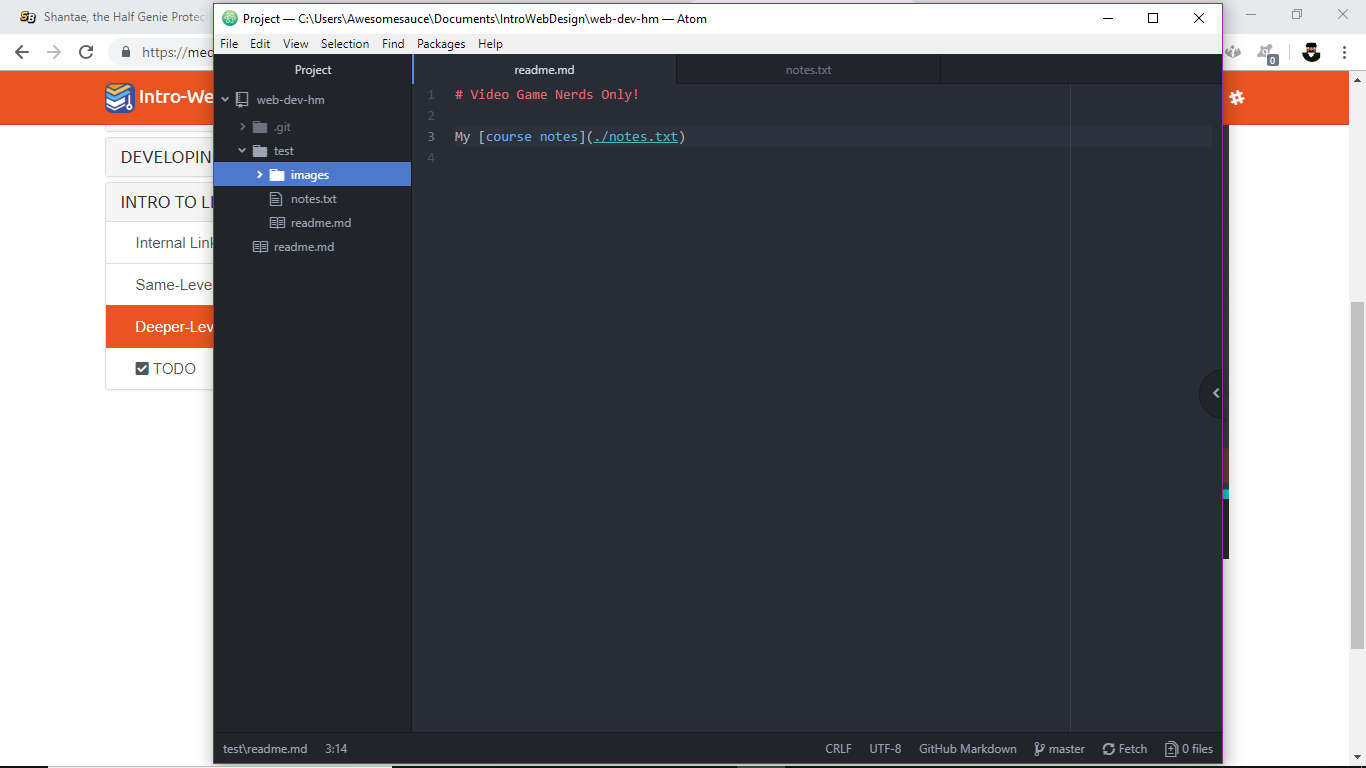 Shantae, the Half Genie Protec
Project — C:\Users\Awesomesauce\Documents\IntroWebDesign\web-dev-hm — Atom
File Edit View Selection Find Packages Help
https://med
0
Intro-We
DEVELOPIN
INTRO TO L
Internal Link
Same-Leve
Deeper-Lev
TODO
Project
web-dev-hm
.git
test
images
notes.txt
readme.md
readme.md
readme.md notes.txt
1 # Video Game Nerds Only!
2
3 My [course notes](./notes.txt)
4
test\readme.md 3:14 CRLF UTF-8 GitHub Markdown master Fetch 0 files